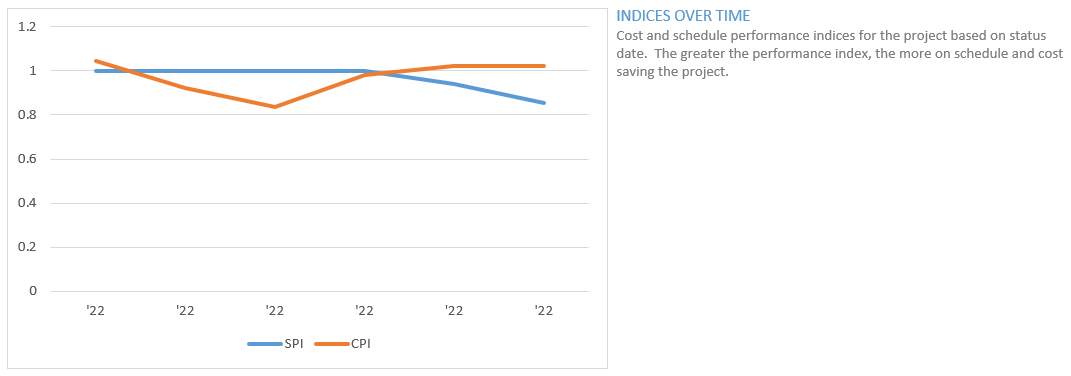 1.2
1
0.8
0.6
0.4
0.2
0
'22 '22 '22 '22 '22 '22
SPI CPI
INDICES OVER TIME
Cost and schedule performance indices for the project based on status
date.  The greater the performance index, the more on schedule and cost
saving the project.